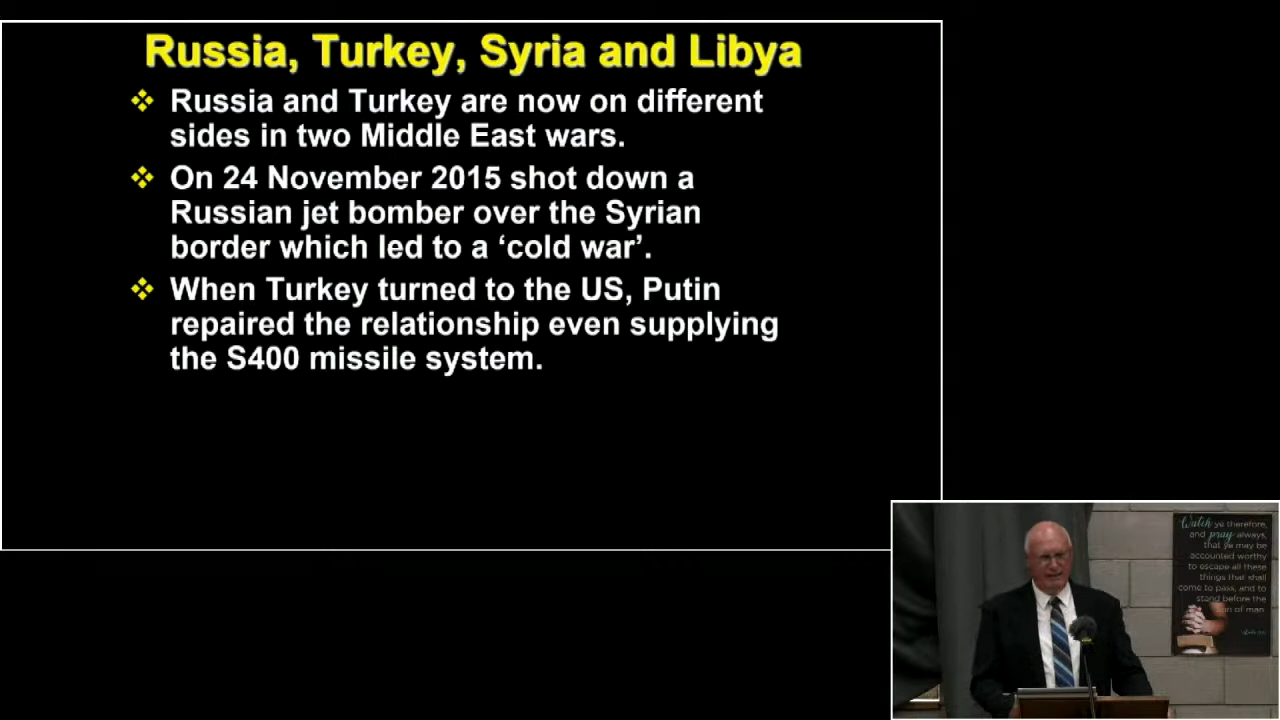 Russia, Turkey, Syria and Libya
Russia and Turkey are now on different
sides in two Middle East wars.
On 24 November 2015 shot down a
Russian jet bomber over the Syrian
border which led to a ‘cold war’.
When Turkey turned to the US, Putin
repaired the relationship even supplying
the S400 missile system.
Watch ye therefore,
and pray always,
that ye may be
accounted worthy
to escape all these
things that shall
come to pass, and to
stand before the
of man